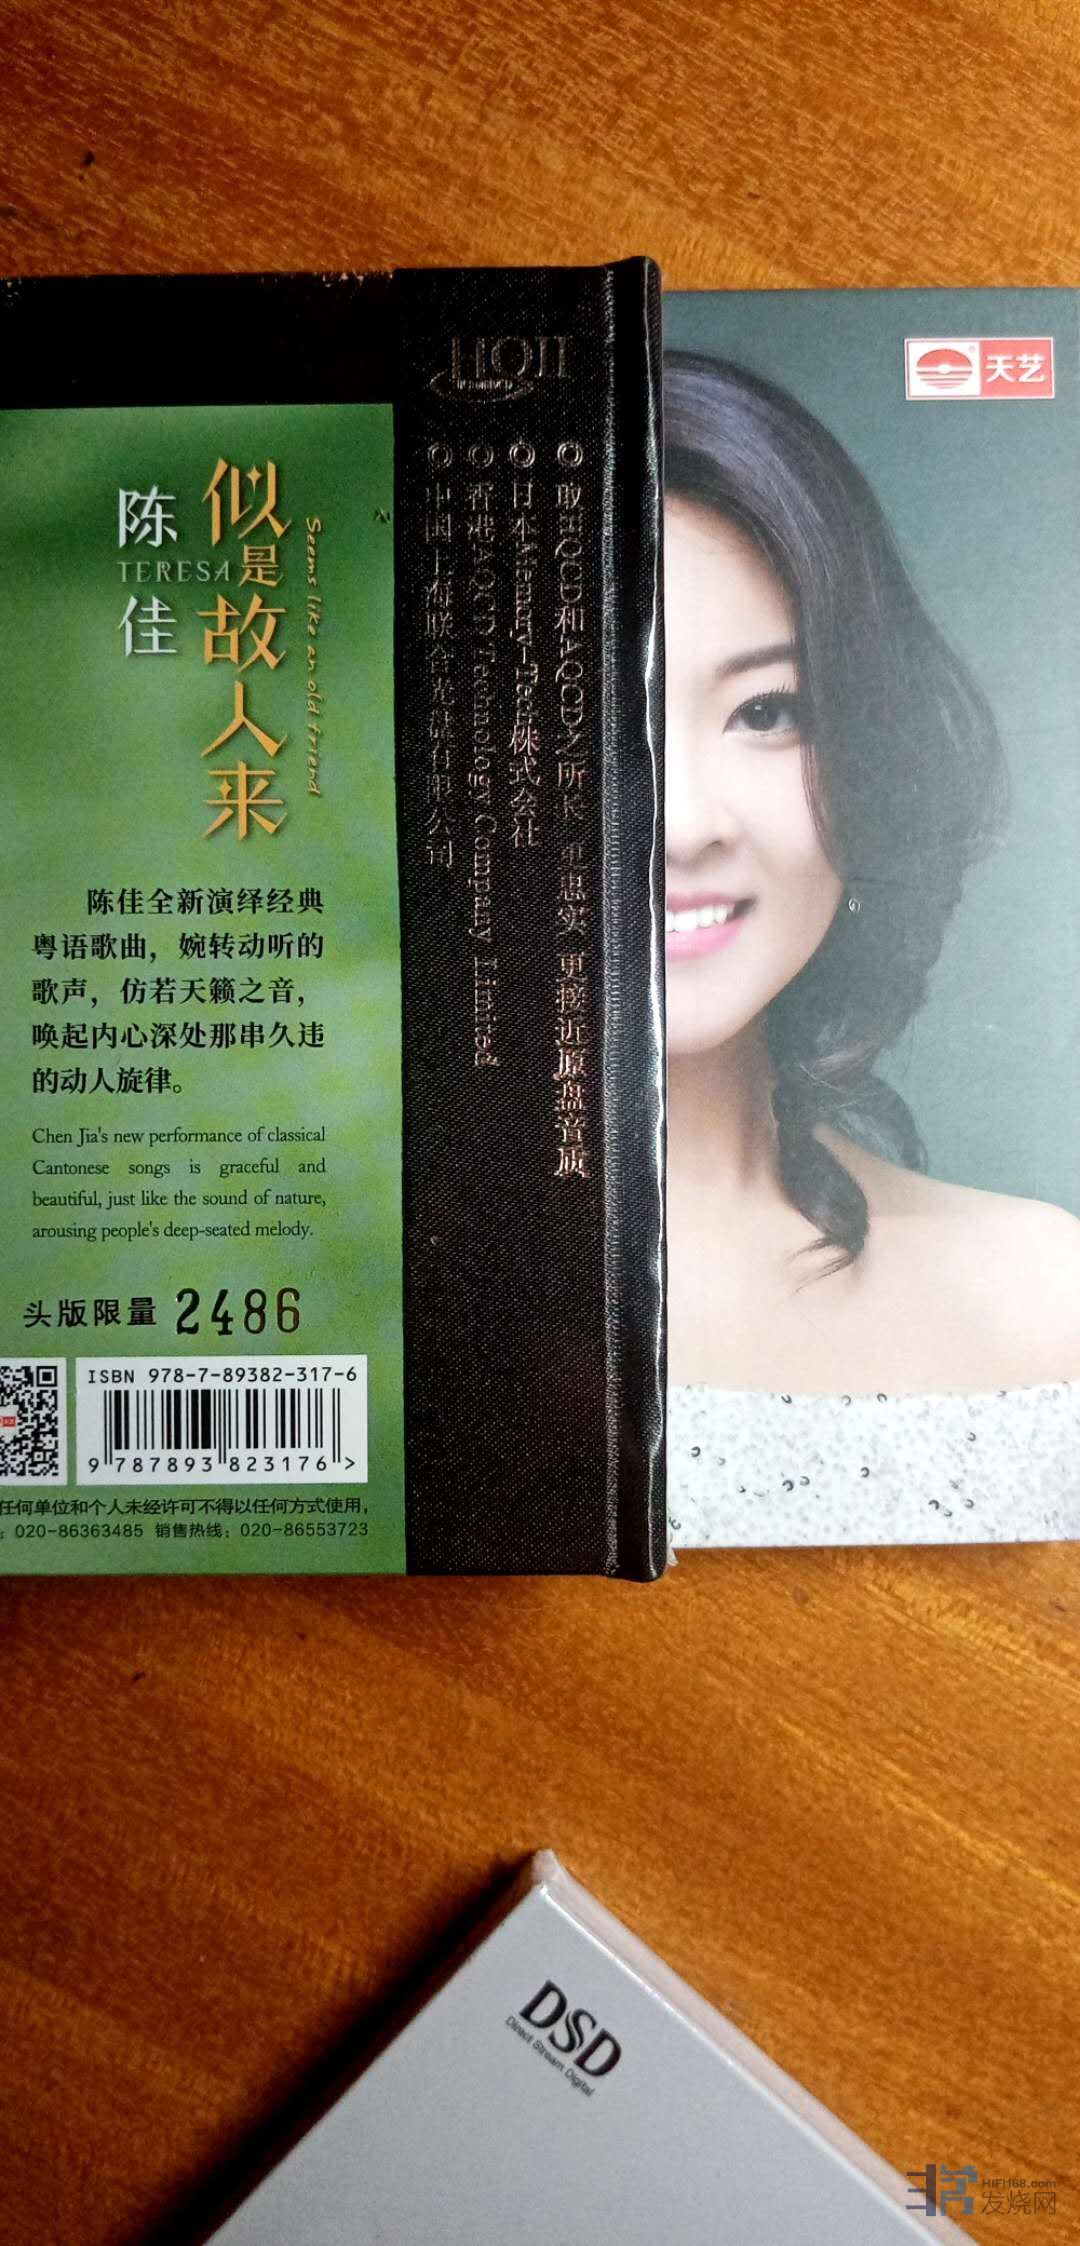 HQII
◎取HQCD和AQCD之所长 更忠实 更接近原盘音质
◎日本Memory-Tech株式会社
◎香港AQCD Technology Company Limited
◎中国上海联合光盘有限公司
天艺
似是故人来
Seems like an old friend
陈佳
TERESA
陈佳全新演绎经典
粤语歌曲，婉转动听的
歌声，仿若天籁之音，
唤起内心深处那串久违
的动人旋律。
Chen Jia's new performance of classical
Cantonese songs is graceful and
beautiful, just like the sound of nature,
arousing people's deep-seated melody.
头版限量 2486
ISBN 978-7-89382-317-6
9 787893 823176 >
任何单位和个人未经许可不得以任何方式使用，
：020-86363485 销售热线：020-86553723
DSD
Direct Stream Digital
HIFI168.com
发烧网